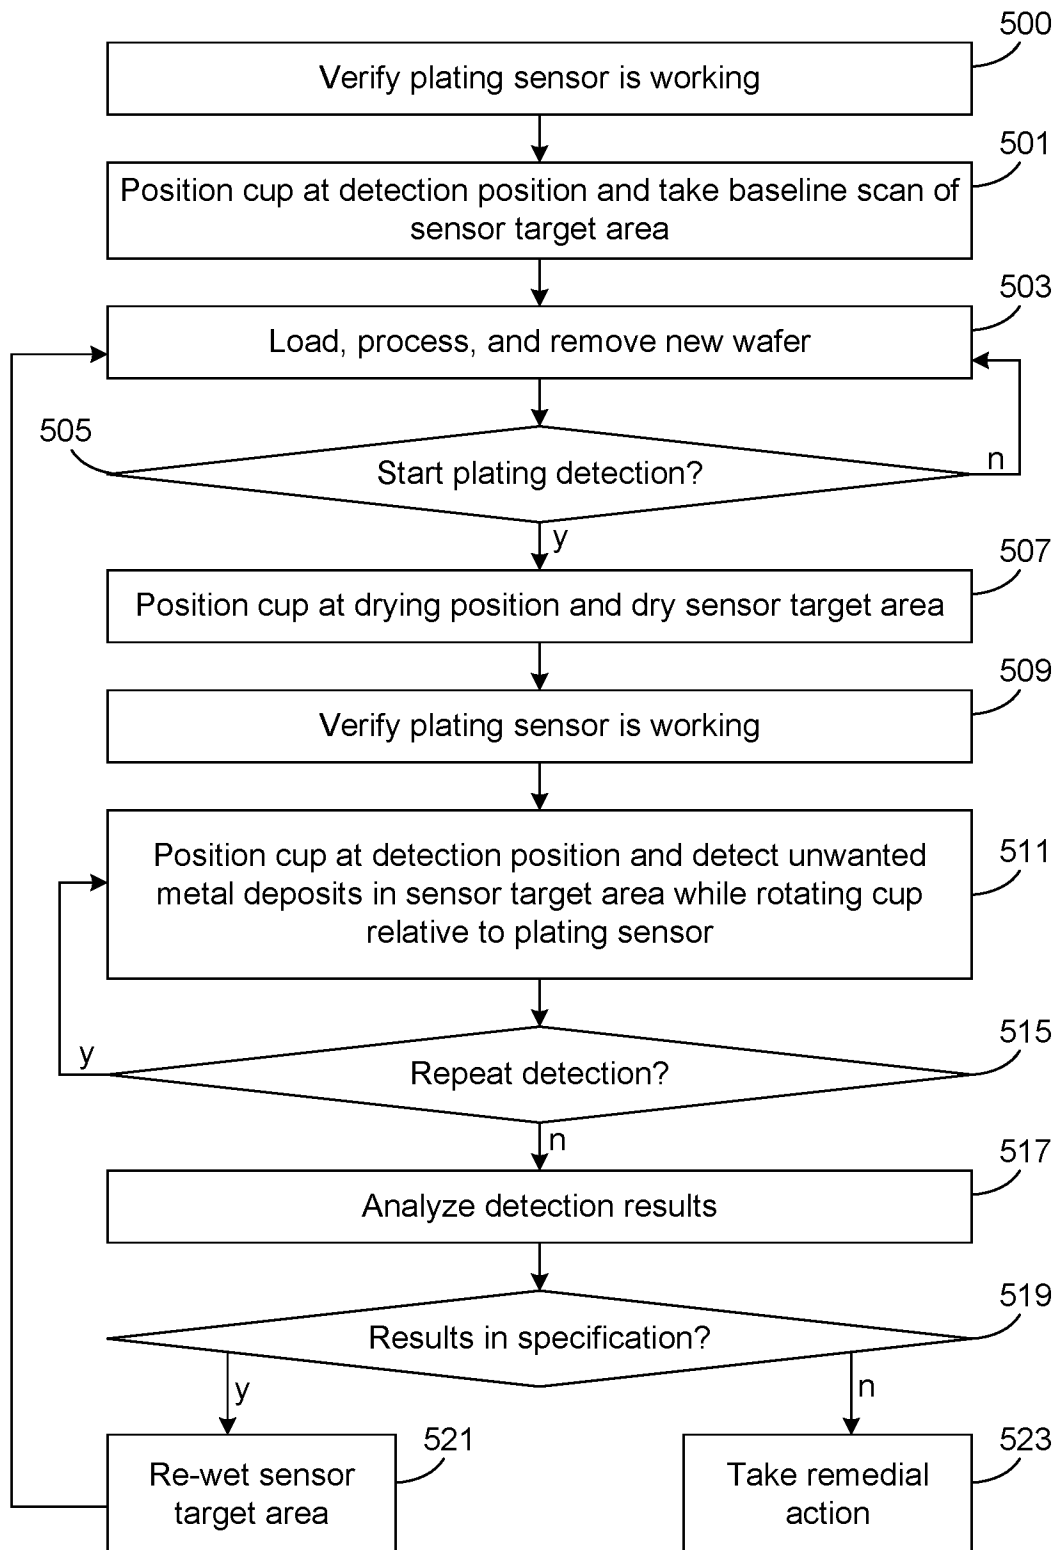 500
Verify plating sensor is working
501
Position cup at detection position and take baseline scan of
sensor target area
503
Load, process, and remove new wafer
505
Start plating detection?
n
y
507
Position cup at drying position and dry sensor target area
509
Verify plating sensor is working
Position cup at detection position and detect unwanted
metal deposits in sensor target area while rotating cup
relative to plating sensor
511
515
y
Repeat detection?
n
517
Analyze detection results
519
Results in specification?
y
n
521
523
Re-wet sensor
target area
Take remedial
action